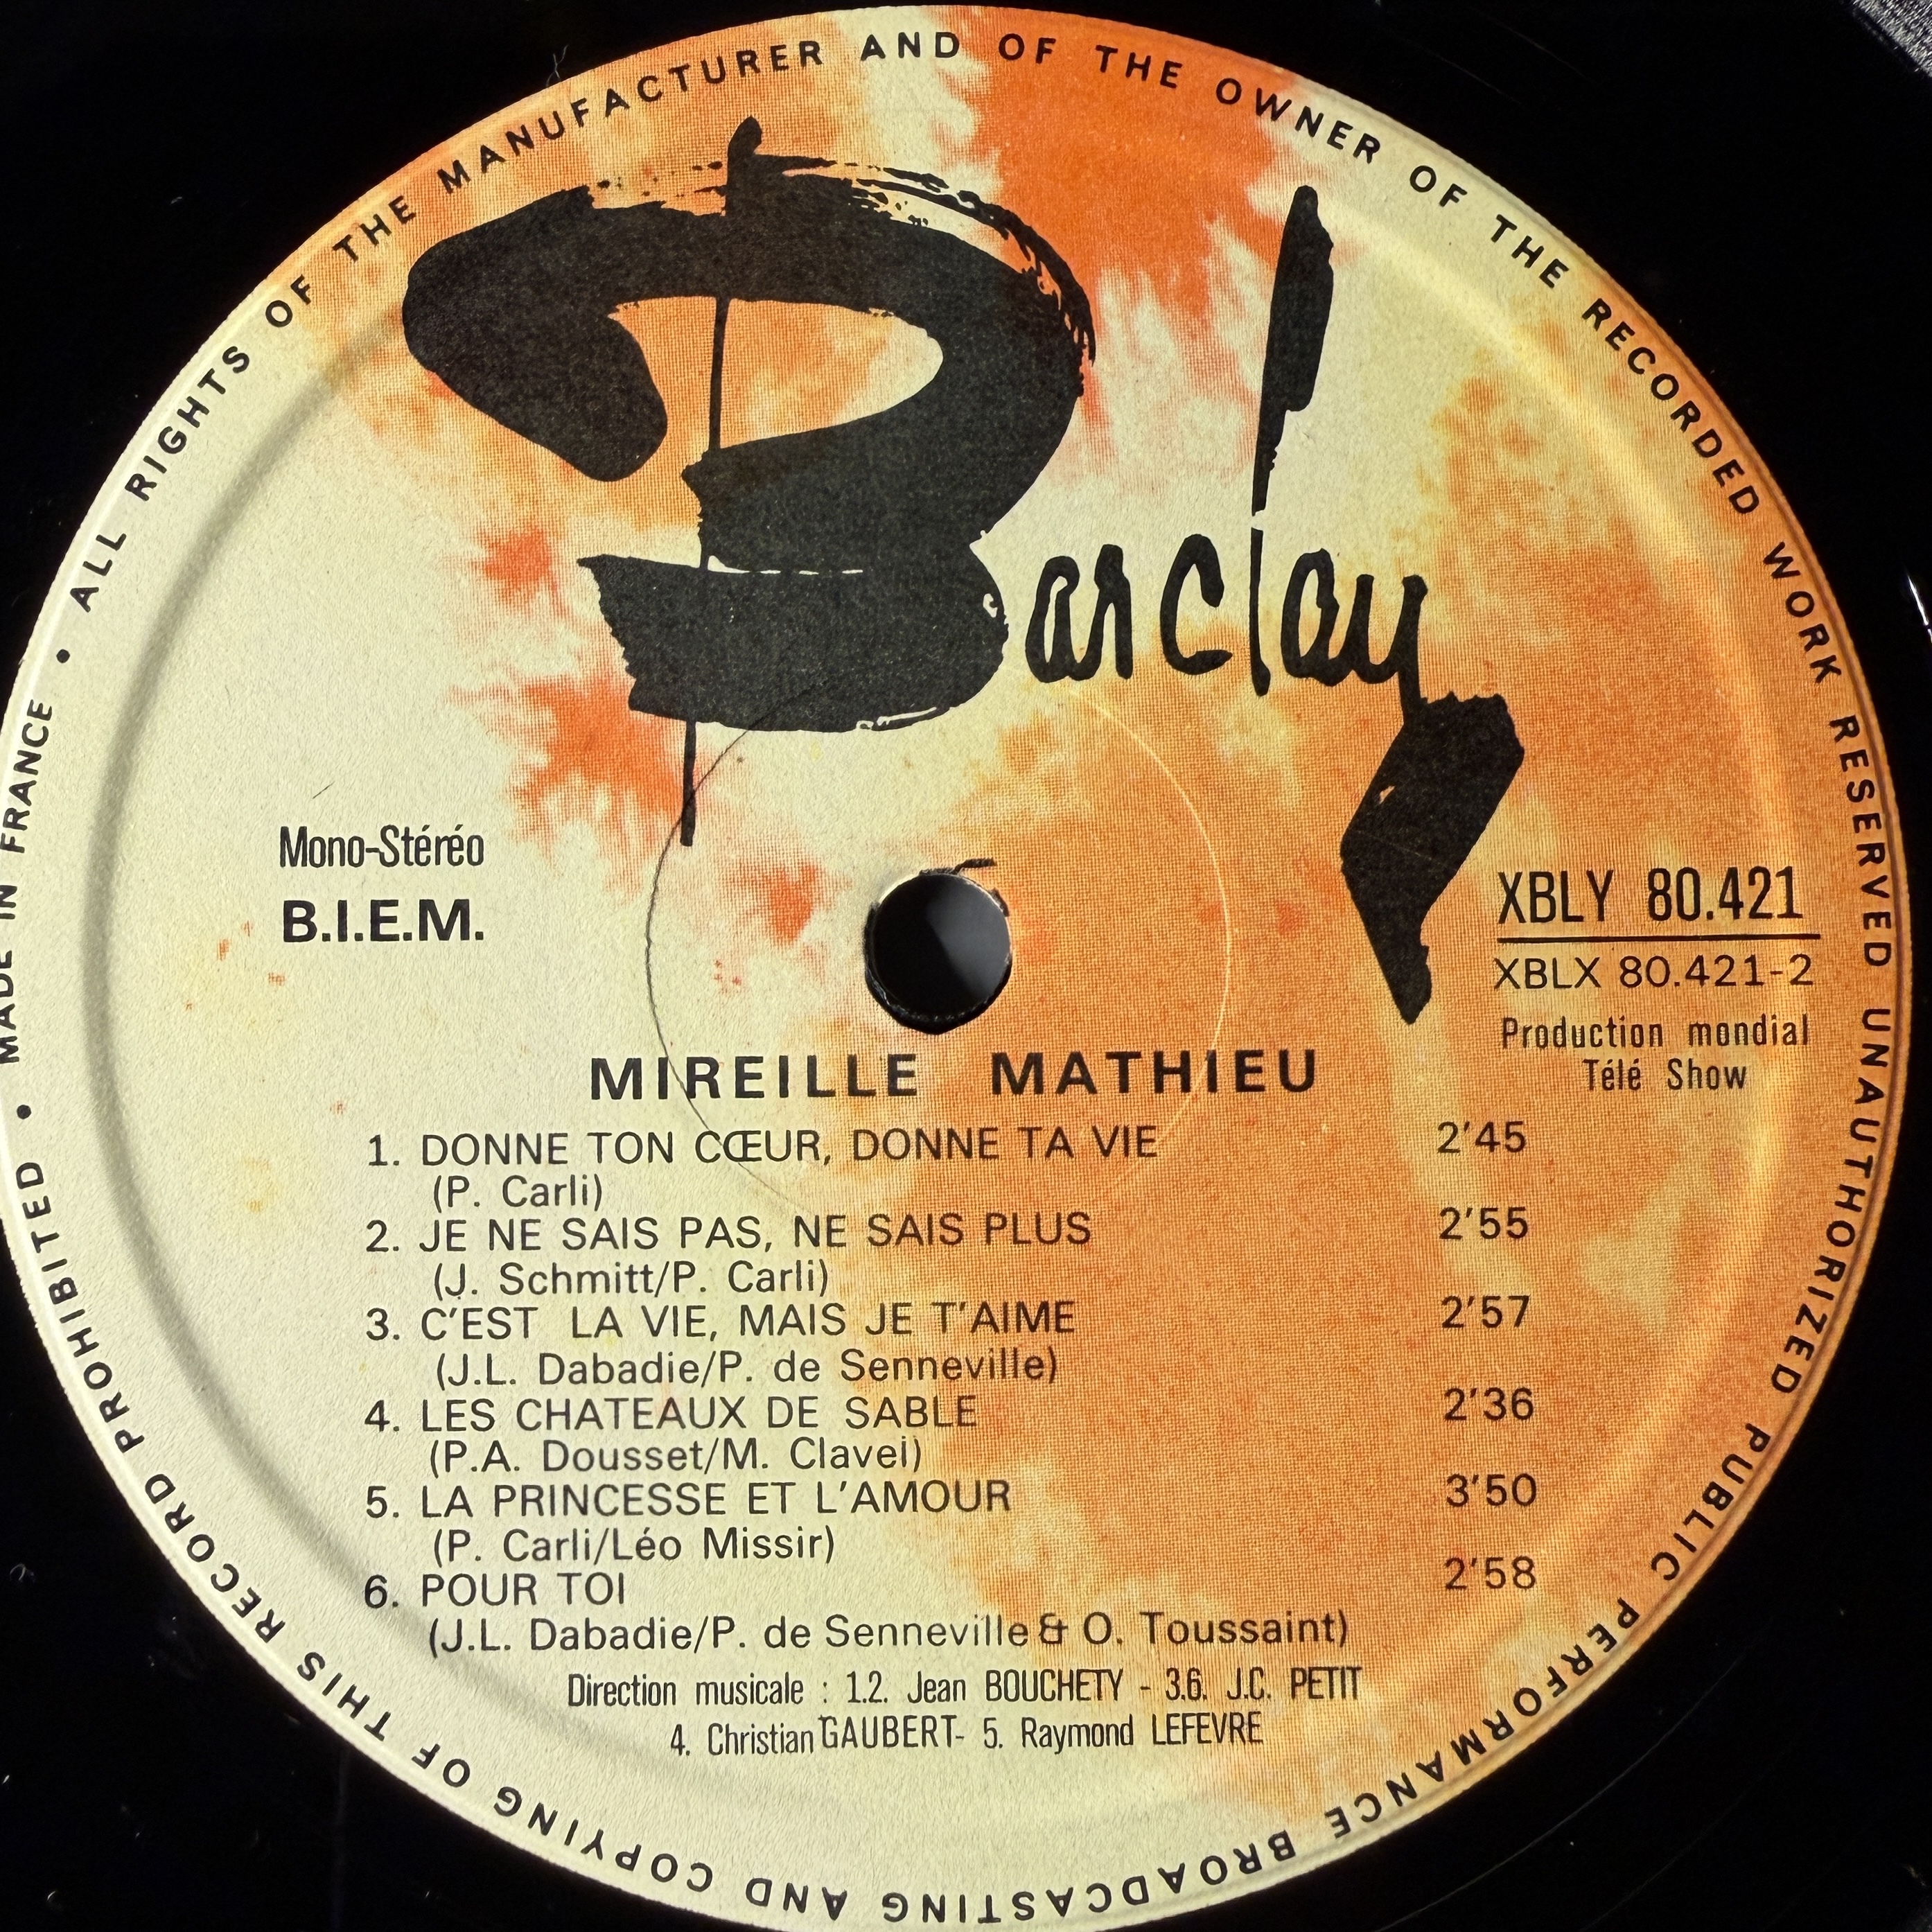 • ALL RIGHTS OF THE MANUFACTURER AND OF THE OWNER OF THE RECORDED WORK RESERVED UNAUTHORIZED PUBLIC PERFORMANCE BROADCASTING AND COPYING OF THIS RECORD PROHIBITED • MADE IN FRANCE
Barclay
Mono-Stéréo
B.I.E.M.
XBLY 80.421
XBLX 80.421-2
Production mondial
Télé Show
MIREILLE MATHIEU
1. DONNE TON CŒUR, DONNE TA VIE 2'45
(P. Carli)
2. JE NE SAIS PAS, NE SAIS PLUS 2'55
(J. Schmitt/P. Carli)
3. C'EST LA VIE, MAIS JE T'AIME 2'57
(J.L. Dabadie/P. de Senneville)
4. LES CHATEAUX DE SABLE 2'36
(P.A. Dousset/M. Clavei)
5. LA PRINCESSE ET L'AMOUR 3'50
(P. Carli/Léo Missir)
6. POUR TOI 2'58
(J.L. Dabadie/P. de Senneville & O. Toussaint)
Direction musicale : 1.2. Jean BOUCHETY - 3.6. J.C. PETIT
4. Christian GAUBERT- 5. Raymond LEFEVRE